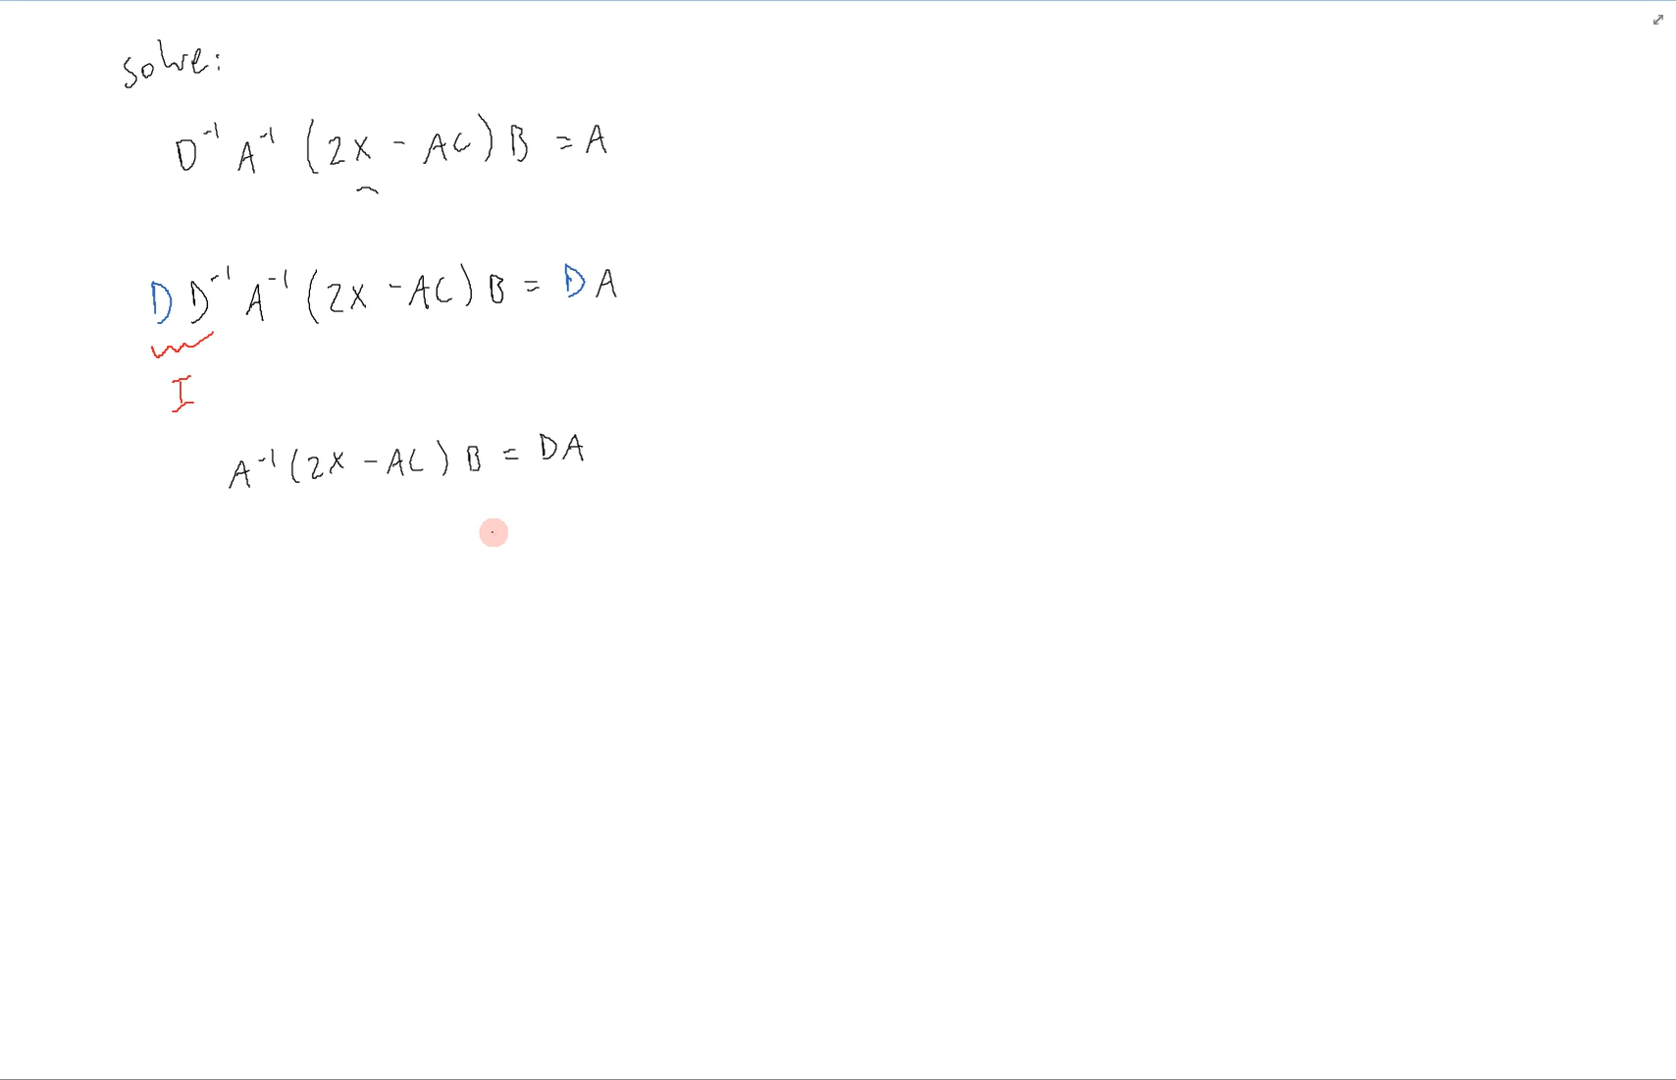 Solve:
D⁻¹ A⁻¹ (2X - AC) B = A
D D⁻¹ A⁻¹ (2X - AC) B = D A
I
A⁻¹ (2X - AC) B = DA